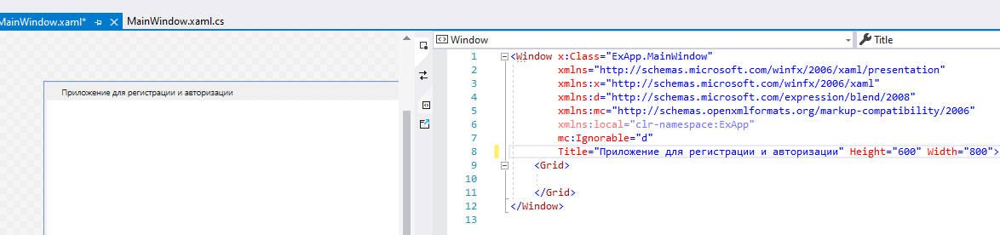 MainWindow.xaml*
MainWindow.xaml.cs
Приложение для регистрации и авторизации
Window
Title
1 <Window x:Class="ExApp.MainWindow"
2 xmlns="http://schemas.microsoft.com/winfx/2006/xaml/presentation"
3 xmlns:x="http://schemas.microsoft.com/winfx/2006/xaml"
4 xmlns:d="http://schemas.microsoft.com/expression/blend/2008"
5 xmlns:mc="http://schemas.openxmlformats.org/markup-compatibility/2006"
6 xmlns:local="clr-namespace:ExApp"
7 mc:Ignorable="d"
8 Title="Приложение для регистрации и авторизации" Height="600" Width="800">
9 <Grid>
10
11 </Grid>
12 </Window>
13